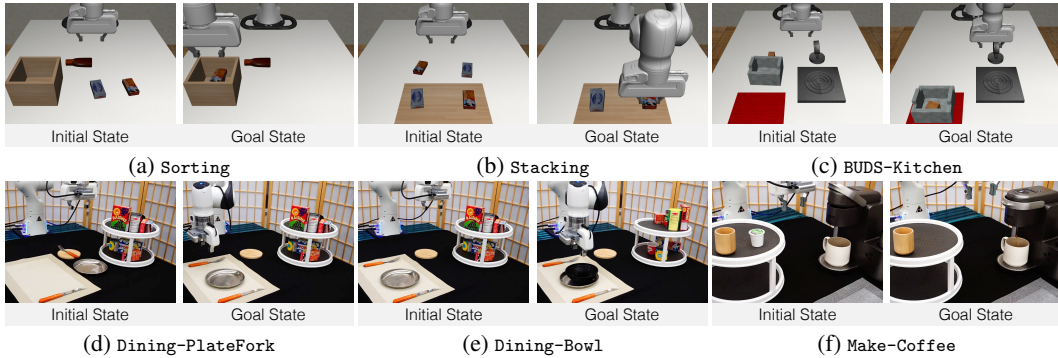 Initial State
Goal State
Initial State
Goal State
Initial State
Goal State
(a) Sorting
(b) Stacking
(c) BUDS-Kitchen
Initial State
Goal State
Initial State
Goal State
Initial State
Goal State
(d) Dining-PlateFork
(e) Dining-Bowl
(f) Make-Coffee